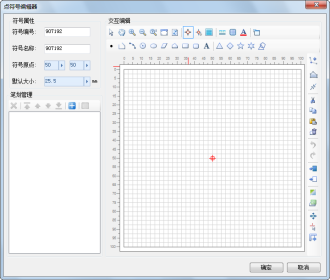 点符号编辑器
符号属性
符号编号: 907192
符号名称: 907192
符号原点: 50 50
默认大小: 25.5 mm
笔划管理
交互编辑
确定 取消